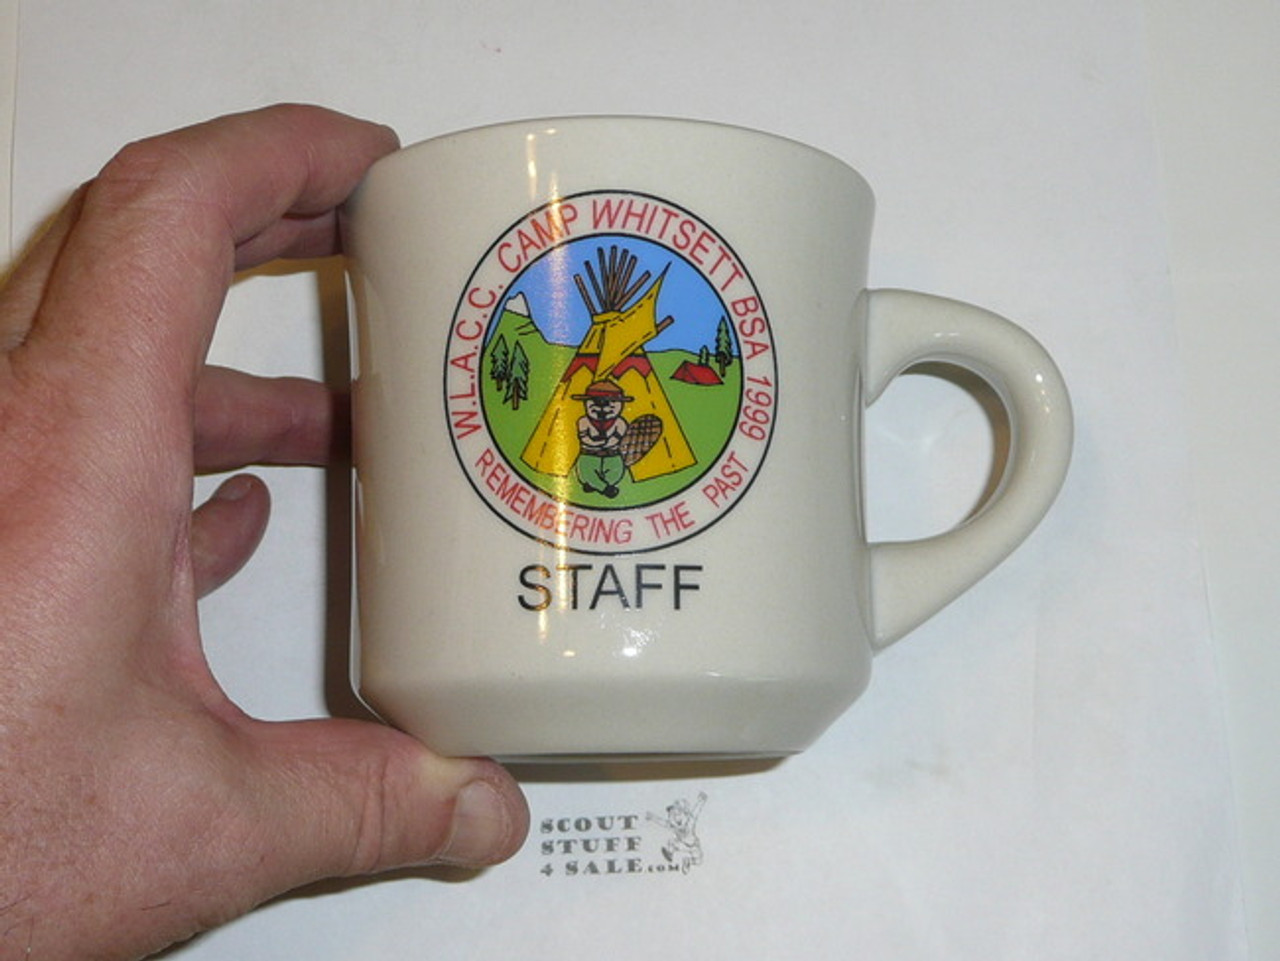 W.L.A.C.C. CAMP WHITSETT BSA 1999
REMEMBERING THE PAST
STAFF
SCOUT
STUFF
4 SALE.COM